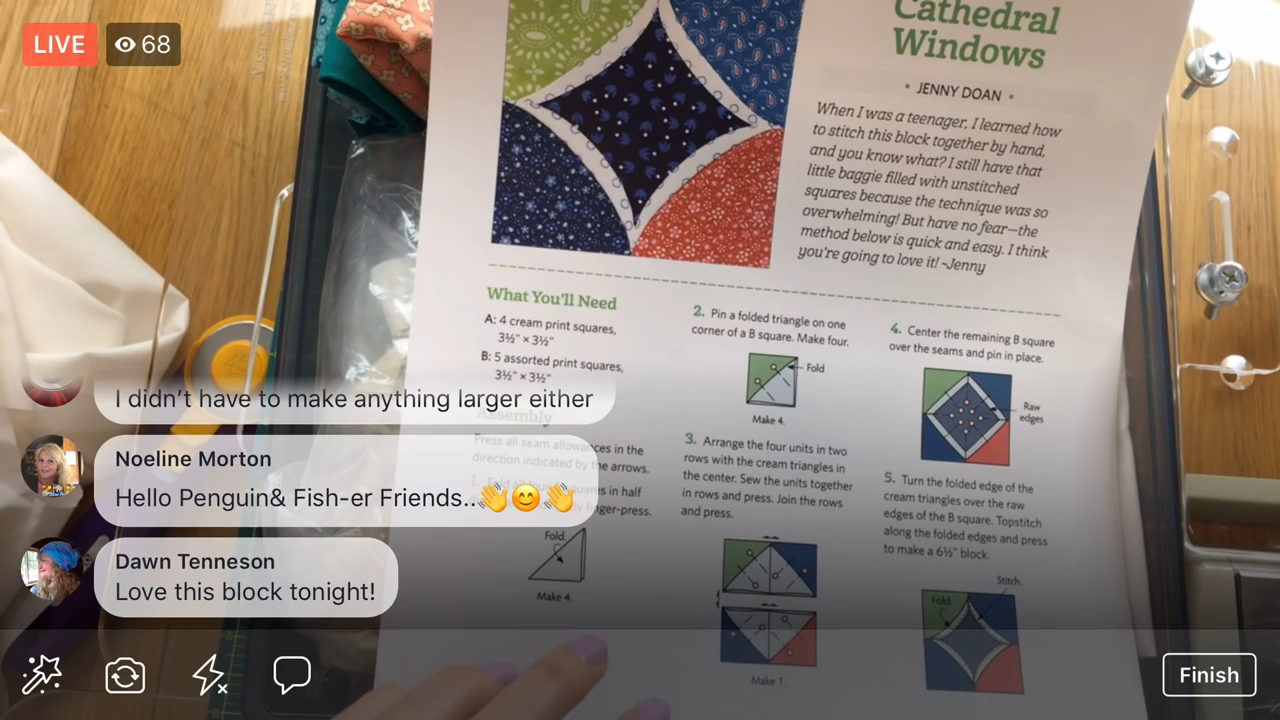 LIVE
68
Cathedral
Windows
• JENNY DOAN •
When I was a teenager, I learned how
to stitch this block together by hand,
and you know what? I still have that
little baggie filled with unstitched
squares because the technique was so
overwhelming! But have no fear—the
method below is quick and easy. I think
you're going to love it! ~Jenny
What You'll Need
A: 4 cream print squares,
3½" × 3½"
B: 5 assorted print squares,
3½" × 3½"
Assembly
Press all seam allowances in the
direction indicated by the arrows.
in half
finger-press.
Fold
Make 4.
2. Pin a folded triangle on one
corner of a B square. Make four.
Fold
Make 4.
3. Arrange the four units in two
rows with the cream triangles in
the center. Sew the units together
in rows and press. Join the rows
and press.
Make 1.
4. Center the remaining B square
over the seams and pin in place.
Raw
edges
5. Turn the folded edge of the
cream triangles over the raw
edges of the B square. Topstitch
along the folded edges and press
to make a 6½" block.
Stitch.
Fold
I didn't have to make anything larger either
Noeline Morton
Hello Penguin& Fish-er Friends..👋😊👋
Dawn Tenneson
Love this block tonight!
Finish